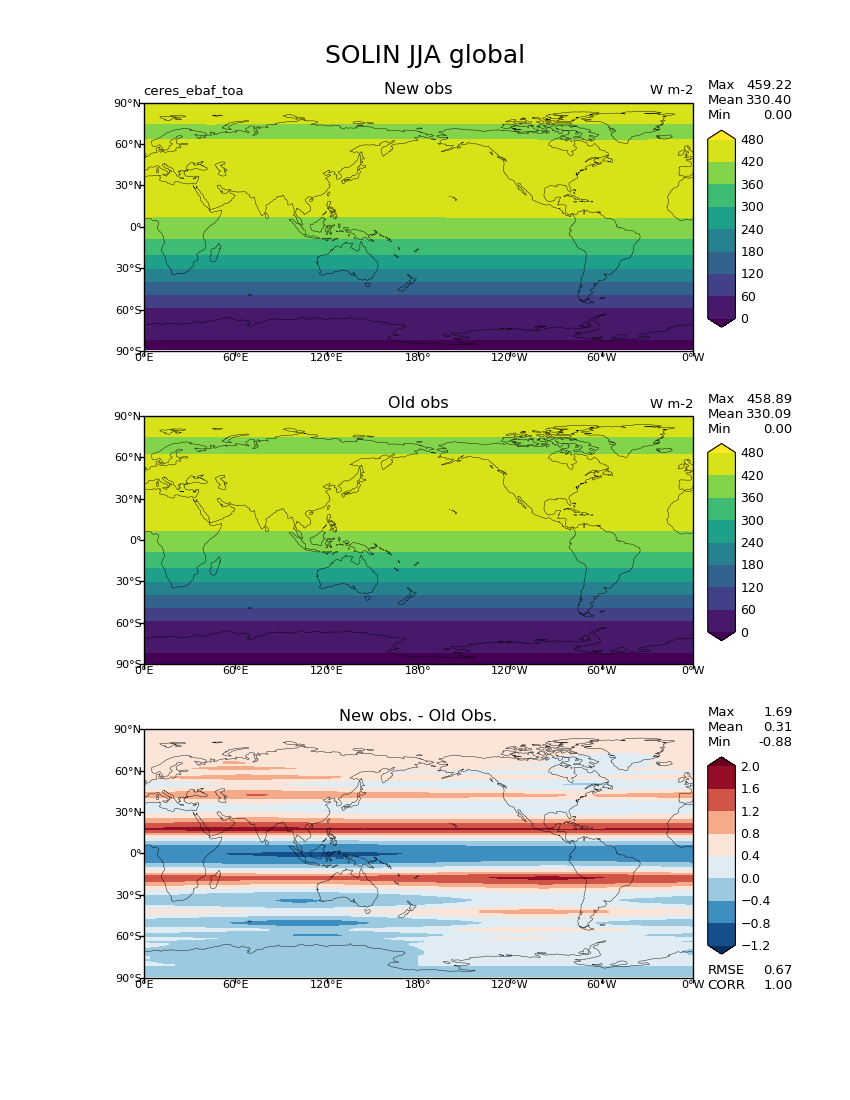 SOLIN JJA global
ceres_ebaf_toa New obs W m-2
Max 459.22
Mean 330.40
Min 0.00
90°N
60°N
30°N
0°
30°S
60°S
90°S
0°E 60°E 120°E 180° 120°W 60°W 0°W
480
420
360
300
240
180
120
60
0
Old obs W m-2
Max 458.89
Mean 330.09
Min 0.00
90°N
60°N
30°N
0°
30°S
60°S
90°S
0°E 60°E 120°E 180° 120°W 60°W 0°W
480
420
360
300
240
180
120
60
0
New obs. - Old Obs.
Max 1.69
Mean 0.31
Min -0.88
90°N
60°N
30°N
0°
30°S
60°S
90°S
0°E 60°E 120°E 180° 120°W 60°W 0°W
2.0
1.6
1.2
0.8
0.4
0.0
−0.4
−0.8
−1.2
RMSE 0.67
CORR 1.00